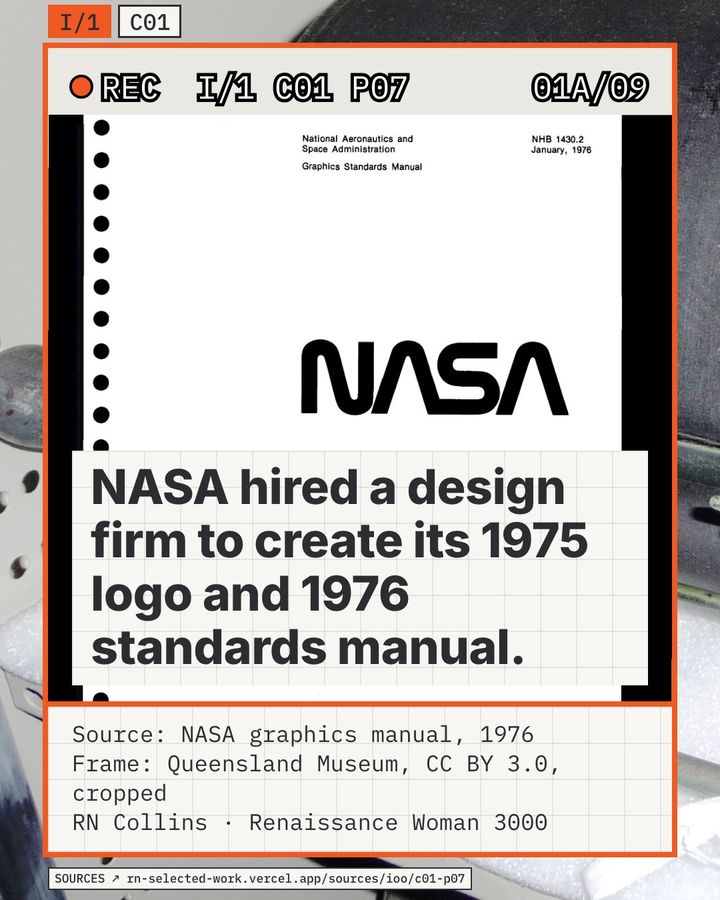 I/1 C01
REC I/1 C01 P07 01A/09
National Aeronautics and
Space Administration
Graphics Standards Manual
NHB 1430.2
January, 1976
NASA
NASA hired a design
firm to create its 1975
logo and 1976
standards manual.
Source: NASA graphics manual, 1976
Frame: Queensland Museum, CC BY 3.0,
cropped
RN Collins · Renaissance Woman 3000
SOURCES ↗ rn-selected-work.vercel.app/sources/ioo/c01-p07